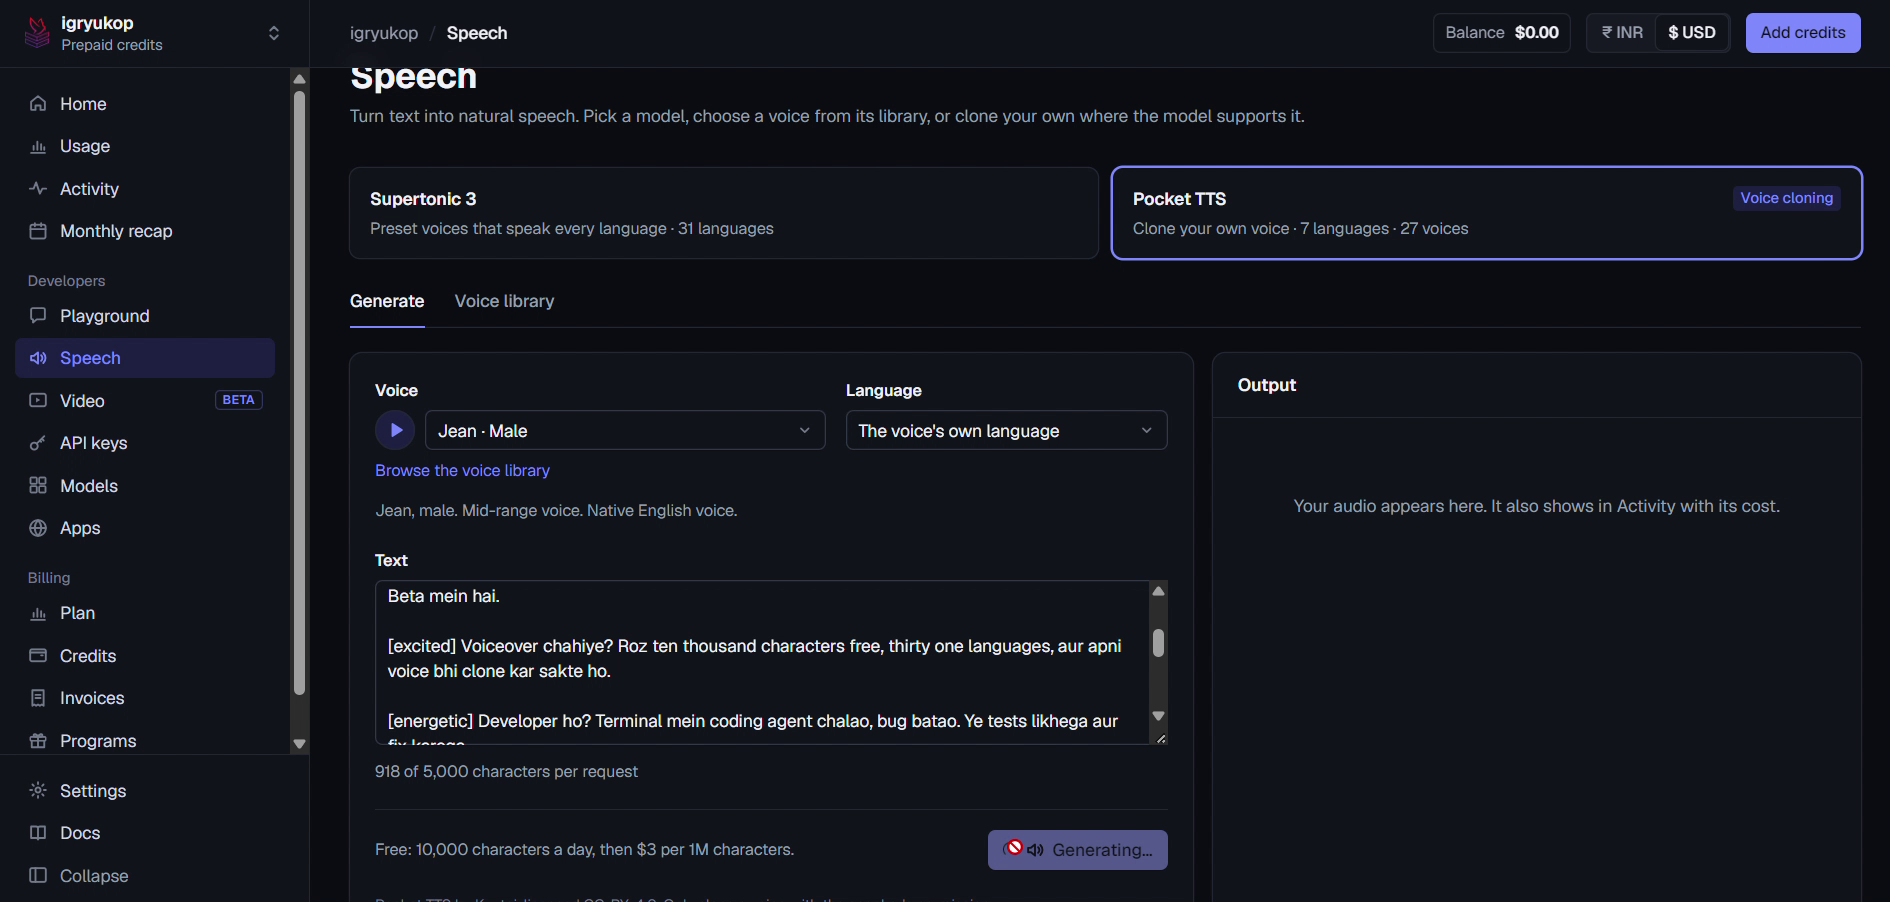 igryukop
Prepaid credits
Home
Usage
Activity
Monthly recap
Developers
Playground
Speech
Video BETA
API keys
Models
Apps
Billing
Plan
Credits
Invoices
Programs
Settings
Docs
Collapse
igryukop / Speech
Balance $0.00
₹ INR $ USD
Add credits
Speech
Turn text into natural speech. Pick a model, choose a voice from its library, or clone your own where the model supports it.
Supertonic 3
Preset voices that speak every language · 31 languages
Pocket TTS Voice cloning
Clone your own voice · 7 languages · 27 voices
Generate Voice library
Voice
Jean · Male
Language
The voice's own language
Browse the voice library
Jean, male. Mid-range voice. Native English voice.
Text
Beta mein hai.
[excited] Voiceover chahiye? Roz ten thousand characters free, thirty one languages, aur apni
voice bhi clone kar sakte ho.
[energetic] Developer ho? Terminal mein coding agent chalao, bug batao. Ye tests likhega aur
918 of 5,000 characters per request
Free: 10,000 characters a day, then $3 per 1M characters.
Generating...
Output
Your audio appears here. It also shows in Activity with its cost.